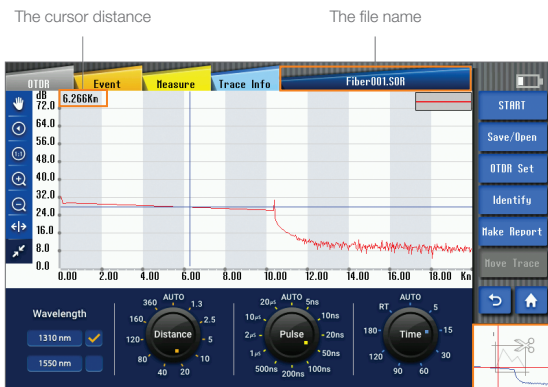 The cursor distance
The file name
OTDR Event Measure Trace Info Fiber001.SOR
dB
6.266Km
72.0
64.0
56.0
48.0
40.0
32.0
24.0
16.0
8.0
0.0
0.00 2.00 4.00 6.00 8.00 10.00 12.00 14.00 16.00 18.00 Km
1:1
START
Save/Open
OTDR Set
Identify
Make Report
Move Trace
Wavelength
1310 nm
1550 nm
AUTO
1.3
2.5
5
10
20
40
80
120
160
360
Distance
AUTO
5ns
10ns
20ns
50ns
100ns
200ns
500ns
1µs
2µs
10µs
20µs
Pulse
AUTO
5
15
30
60
90
120
180
RT
Time